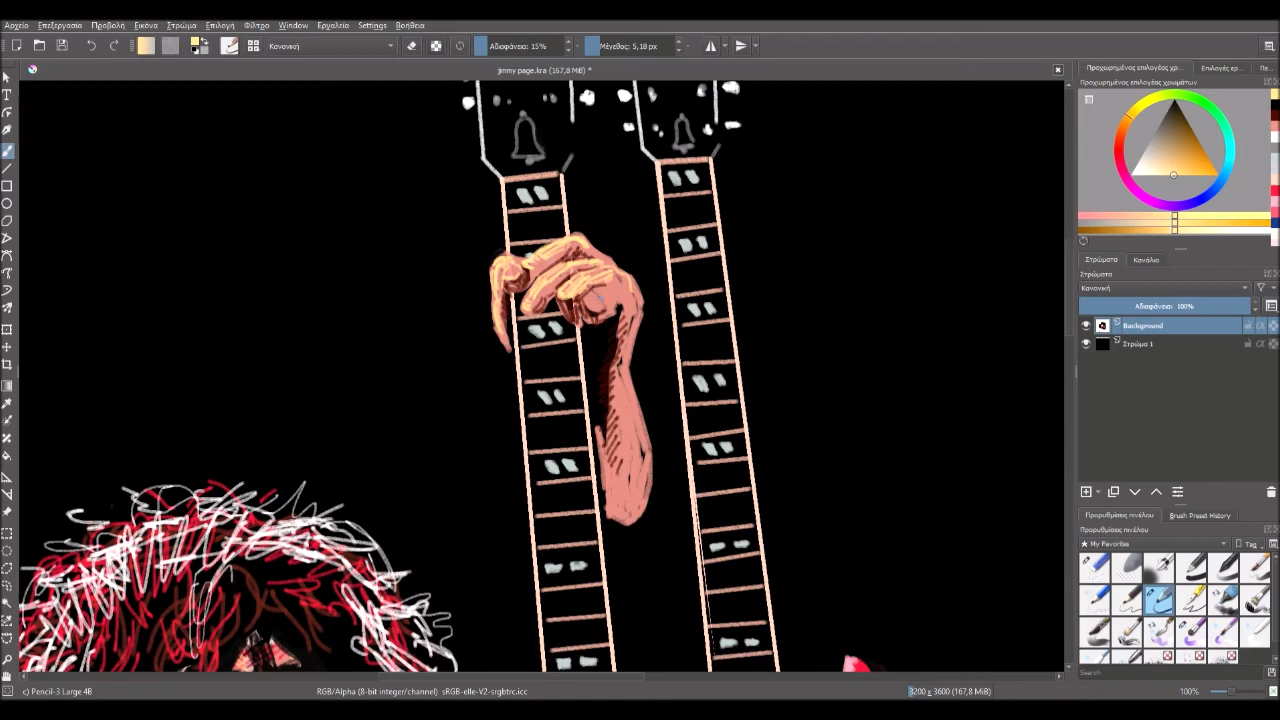 Αρχείο Επεξεργασία Προβολή Εικόνα Στρώμα Επιλογή Φίλτρο Window Εργαλεία Settings Βοήθεια
Κανονική Αδιαφάνεια: 15% Μέγεθος: 5,18 px
jimmy page.kra (167,8 MiB) *
Προχωρημένος επιλογέας χρ... Επιλογές ερ... Πε...
Προχωρημένος επιλογέας χρωμάτων
Στρώματα Κανάλια
Στρώματα
Κανονική
Αδιαφάνεια: 100%
Background
Στρώμα 1
Προρυθμίσεις πινέλου Brush Preset History
Προρυθμίσεις πινέλου
My Favorites Tag
Search
c) Pencil-3 Large 4B RGB/Alpha (8-bit integer/channel) sRGB-elle-V2-srgbtrc.icc 3200 x 3600 (167,8 MiB) 100%